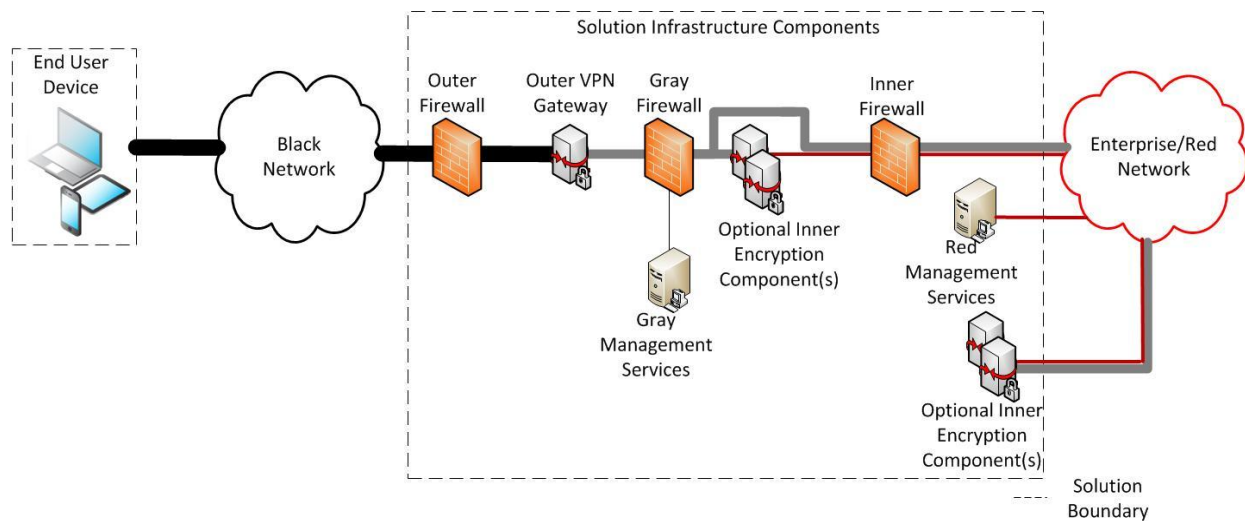 Solution Infrastructure Components
End User
Device
Black
Network
Outer
Firewall
Outer VPN
Gateway
Gray
Firewall
Inner
Firewall
Enterprise/Red
Network
Optional Inner
Encryption
Component(s)
Gray
Management
Services
Red
Management
Services
Optional Inner
Encryption
Component(s)
Solution
Boundary